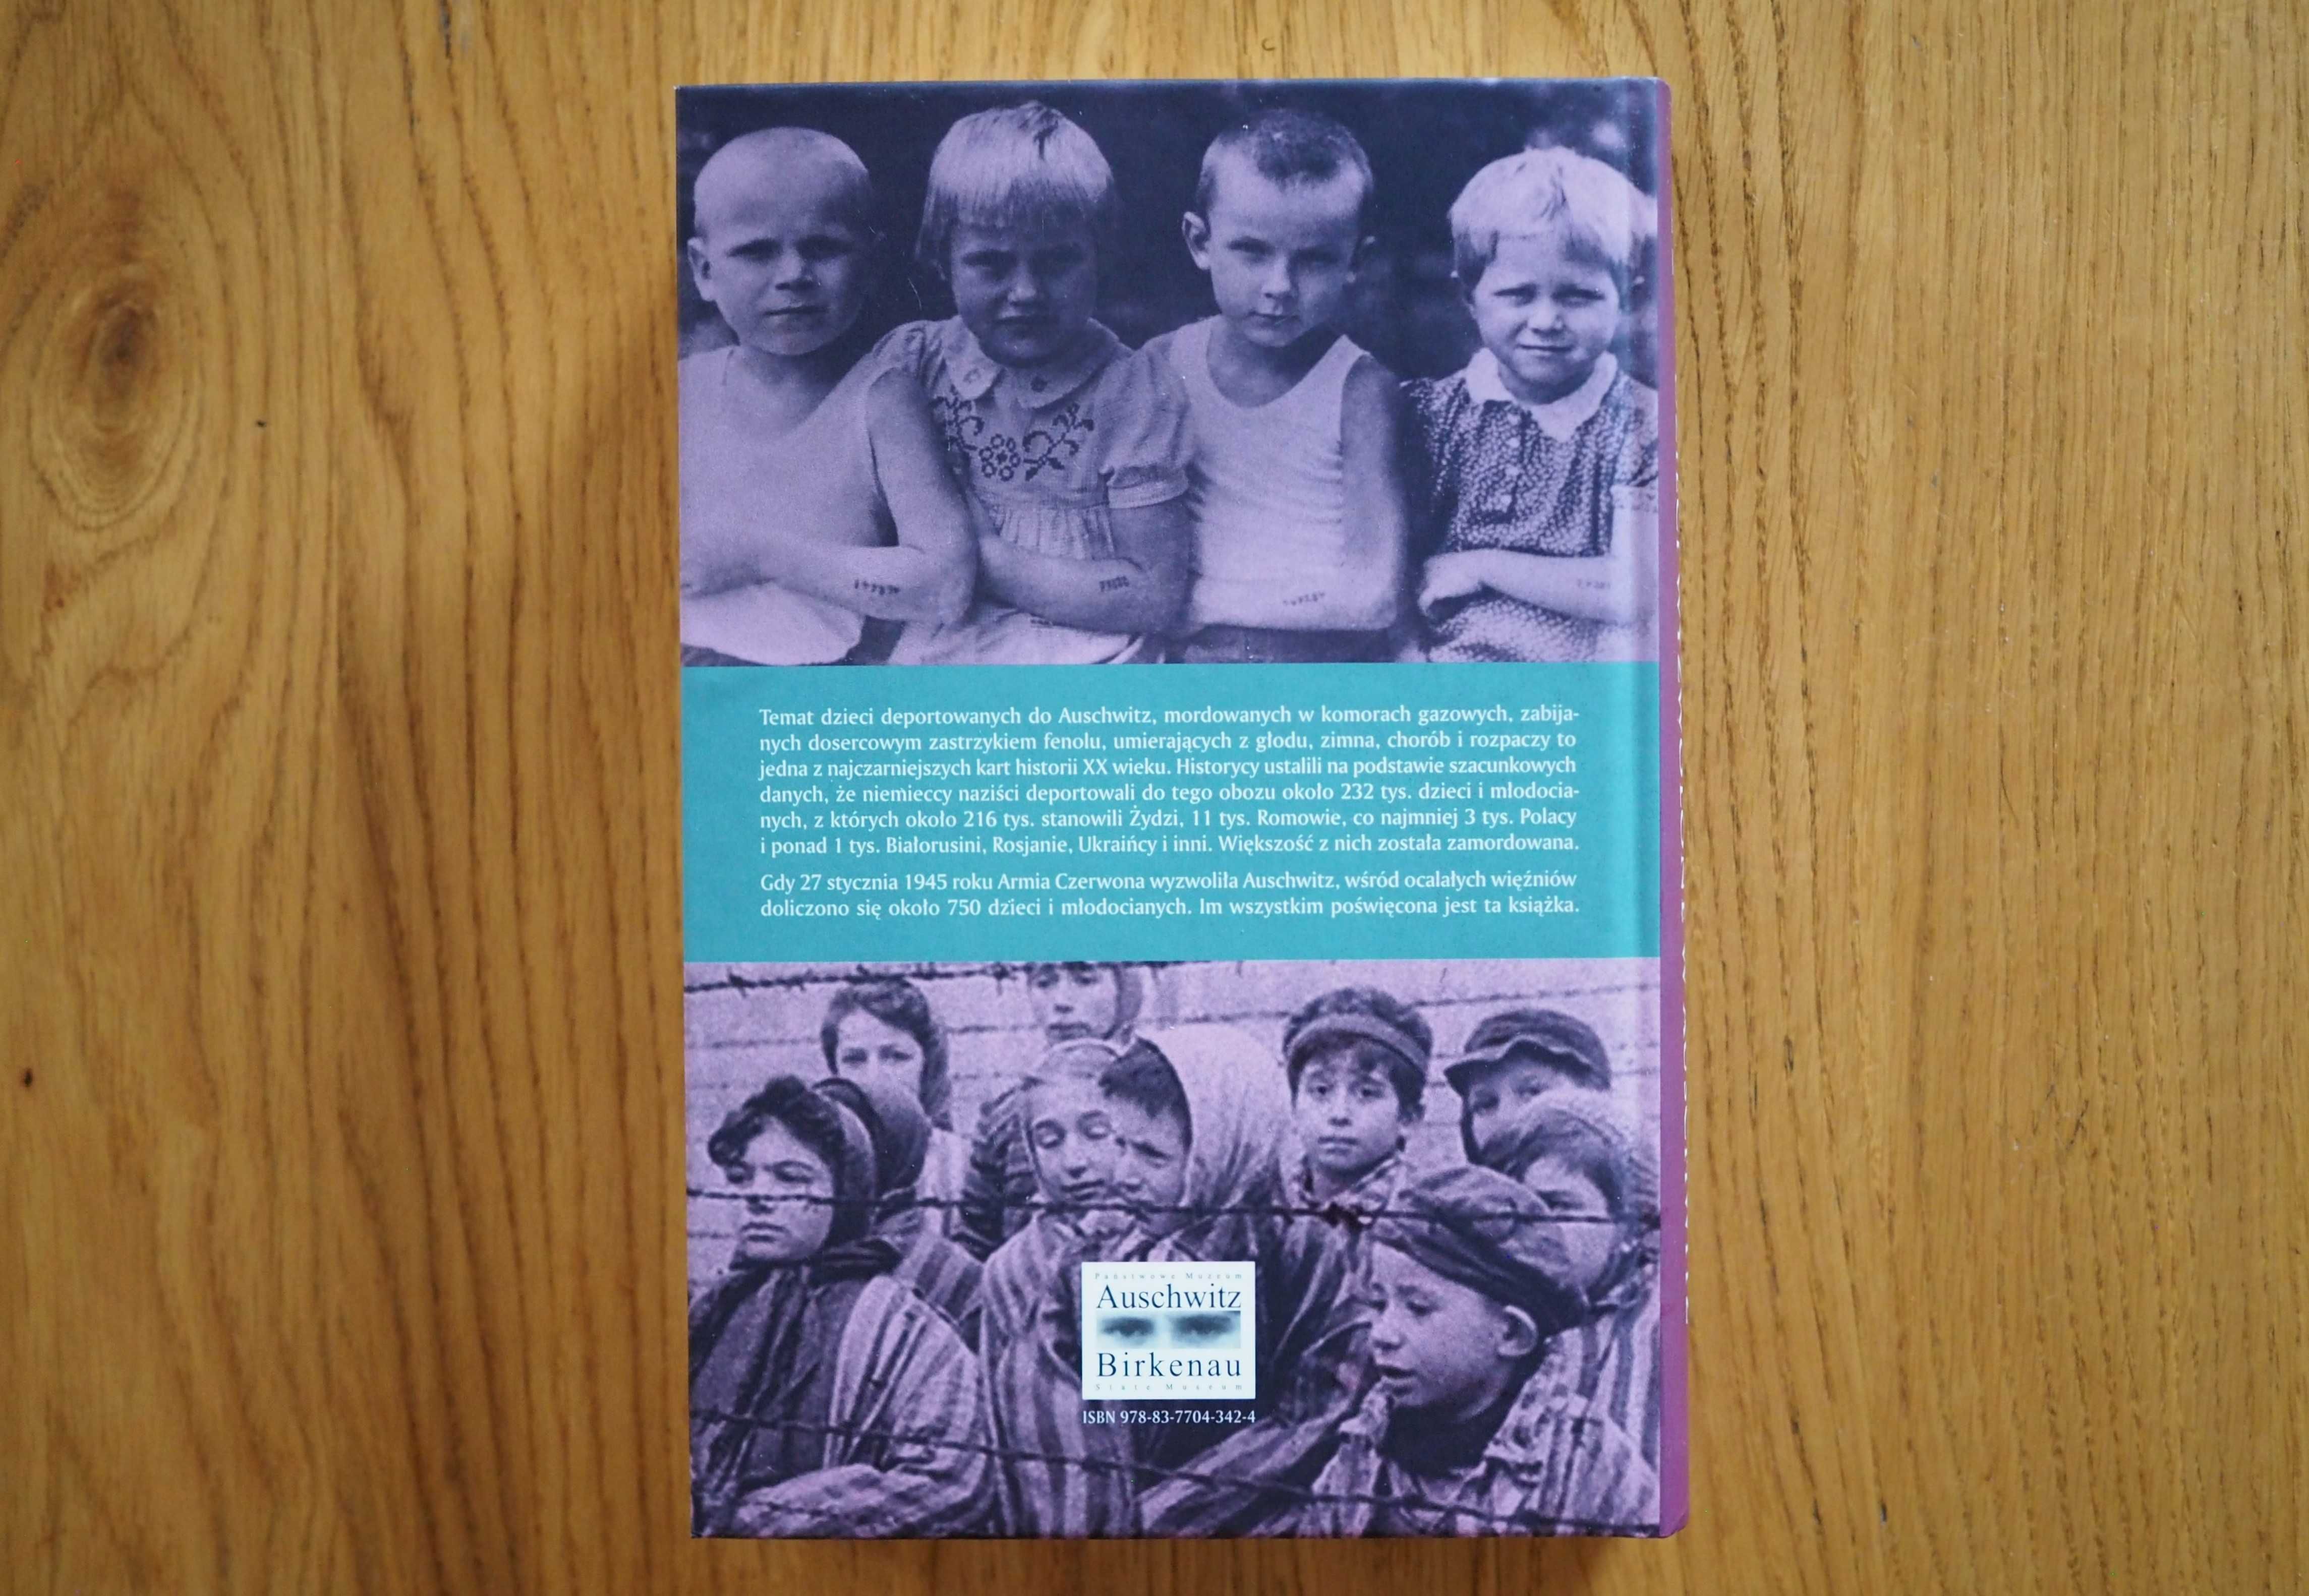 Temat dzieci deportowanych do Auschwitz, mordowanych w komorach gazowych, zabija-
nych dosercowym zastrzykiem fenolu, umierających z głodu, zimna, chorób i rozpaczy to
jedna z najczarniejszych kart historii XX wieku. Historycy ustalili na podstawie szacunkowych
danych, że niemieccy naziści deportowali do tego obozu około 232 tys. dzieci i młodocia-
nych, z których około 216 tys. stanowili Żydzi, 11 tys. Romowie, co najmniej 3 tys. Polacy
i ponad 1 tys. Białorusini, Rosjanie, Ukraińcy i inni. Większość z nich została zamordowana.
Gdy 27 stycznia 1945 roku Armia Czerwona wyzwoliła Auschwitz, wśród ocalałych więźniów
doliczono się około 750 dzieci i młodocianych. Im wszystkim poświęcona jest ta książka.
Państwowe Muzeum
Auschwitz
Birkenau
State Museum
ISBN 978-83-7704-342-4